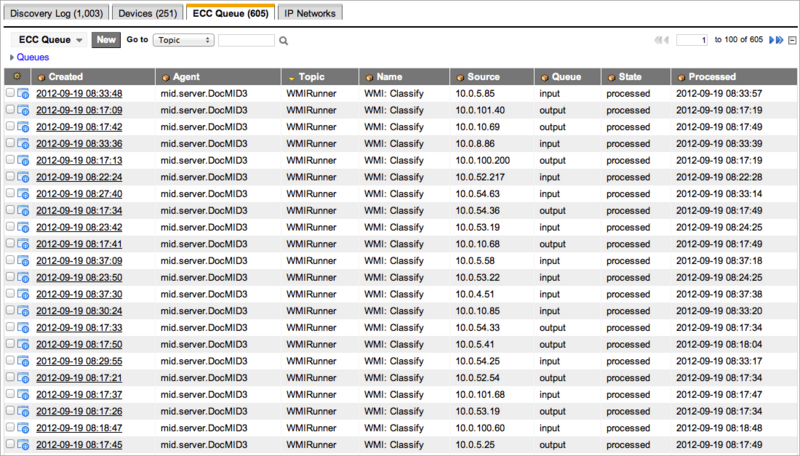 Discovery Log (1,003) Devices (251) ECC Queue (605) IP Networks
ECC Queue New Go to Topic 1 to 100 of 605
Queues
Created Agent Topic Name Source Queue State Processed
2012-09-19 08:33:48 mid.server.DocMID3 WMIRunner WMI: Classify 10.0.5.85 input processed 2012-09-19 08:33:57
2012-09-19 08:17:09 mid.server.DocMID3 WMIRunner WMI: Classify 10.0.101.40 output processed 2012-09-19 08:17:19
2012-09-19 08:17:42 mid.server.DocMID3 WMIRunner WMI: Classify 10.0.10.69 output processed 2012-09-19 08:17:49
2012-09-19 08:33:36 mid.server.DocMID3 WMIRunner WMI: Classify 10.0.8.86 input processed 2012-09-19 08:33:39
2012-09-19 08:17:13 mid.server.DocMID3 WMIRunner WMI: Classify 10.0.100.200 output processed 2012-09-19 08:17:19
2012-09-19 08:22:24 mid.server.DocMID3 WMIRunner WMI: Classify 10.0.52.217 input processed 2012-09-19 08:22:28
2012-09-19 08:27:40 mid.server.DocMID3 WMIRunner WMI: Classify 10.0.54.63 input processed 2012-09-19 08:33:14
2012-09-19 08:17:34 mid.server.DocMID3 WMIRunner WMI: Classify 10.0.54.36 output processed 2012-09-19 08:17:49
2012-09-19 08:23:42 mid.server.DocMID3 WMIRunner WMI: Classify 10.0.53.19 input processed 2012-09-19 08:24:25
2012-09-19 08:17:41 mid.server.DocMID3 WMIRunner WMI: Classify 10.0.10.68 output processed 2012-09-19 08:17:49
2012-09-19 08:37:09 mid.server.DocMID3 WMIRunner WMI: Classify 10.0.5.58 input processed 2012-09-19 08:37:18
2012-09-19 08:23:50 mid.server.DocMID3 WMIRunner WMI: Classify 10.0.53.22 input processed 2012-09-19 08:24:25
2012-09-19 08:37:30 mid.server.DocMID3 WMIRunner WMI: Classify 10.0.4.51 input processed 2012-09-19 08:37:38
2012-09-19 08:30:24 mid.server.DocMID3 WMIRunner WMI: Classify 10.0.10.85 input processed 2012-09-19 08:33:20
2012-09-19 08:17:33 mid.server.DocMID3 WMIRunner WMI: Classify 10.0.54.33 output processed 2012-09-19 08:17:34
2012-09-19 08:17:50 mid.server.DocMID3 WMIRunner WMI: Classify 10.0.5.41 output processed 2012-09-19 08:18:04
2012-09-19 08:29:55 mid.server.DocMID3 WMIRunner WMI: Classify 10.0.54.25 input processed 2012-09-19 08:33:17
2012-09-19 08:17:21 mid.server.DocMID3 WMIRunner WMI: Classify 10.0.52.54 output processed 2012-09-19 08:17:34
2012-09-19 08:17:37 mid.server.DocMID3 WMIRunner WMI: Classify 10.0.101.68 input processed 2012-09-19 08:17:47
2012-09-19 08:17:26 mid.server.DocMID3 WMIRunner WMI: Classify 10.0.53.19 output processed 2012-09-19 08:17:34
2012-09-19 08:18:47 mid.server.DocMID3 WMIRunner WMI: Classify 10.0.100.60 input processed 2012-09-19 08:18:48
2012-09-19 08:17:45 mid.server.DocMID3 WMIRunner WMI: Classify 10.0.5.25 output processed 2012-09-19 08:17:49